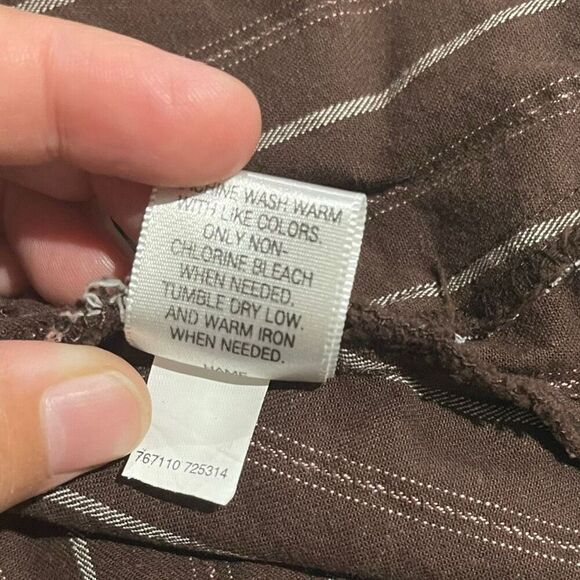 MACHINE WASH WARM
WITH LIKE COLORS.
ONLY NON-
CHLORINE BLEACH
WHEN NEEDED.
TUMBLE DRY LOW.
AND WARM IRON
WHEN NEEDED.
767110 725314